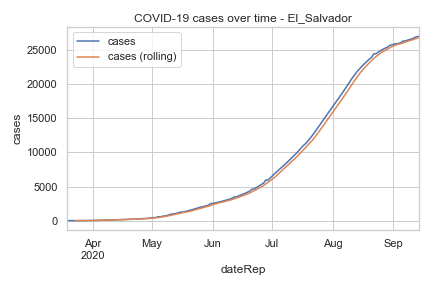 COVID-19 cases over time - El_Salvador
cases
cases (rolling)
25000
20000
15000
10000
5000
0
cases
Apr
2020
May
Jun
Jul
Aug
Sep
dateRep